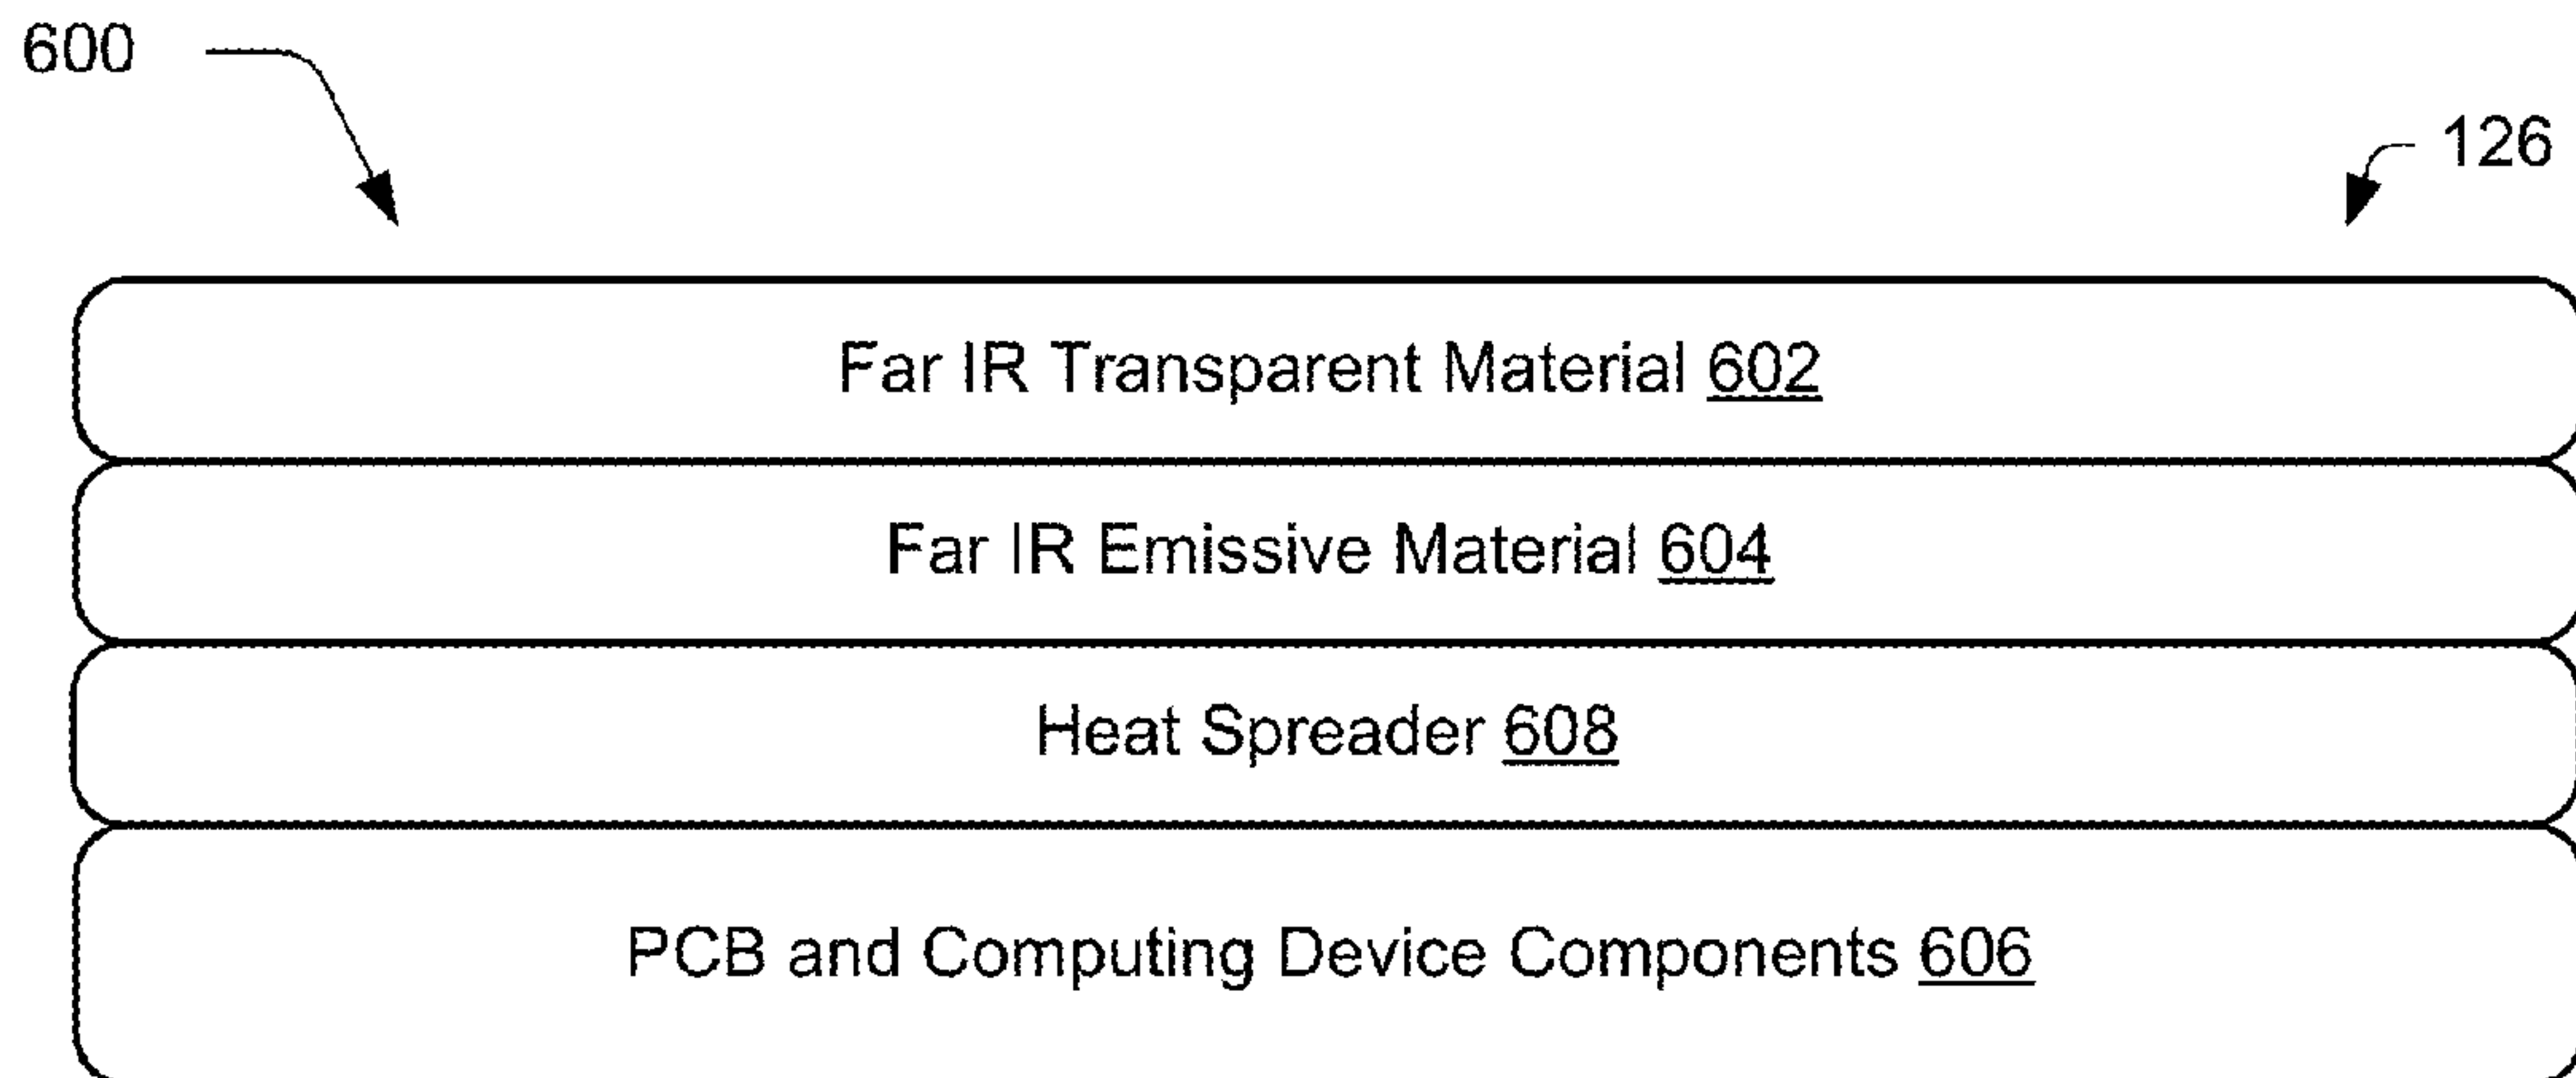 600
126
Far IR Transparent Material 602
Far IR Emissive Material 604
Heat Spreader 608
PCB and Computing Device Components 606